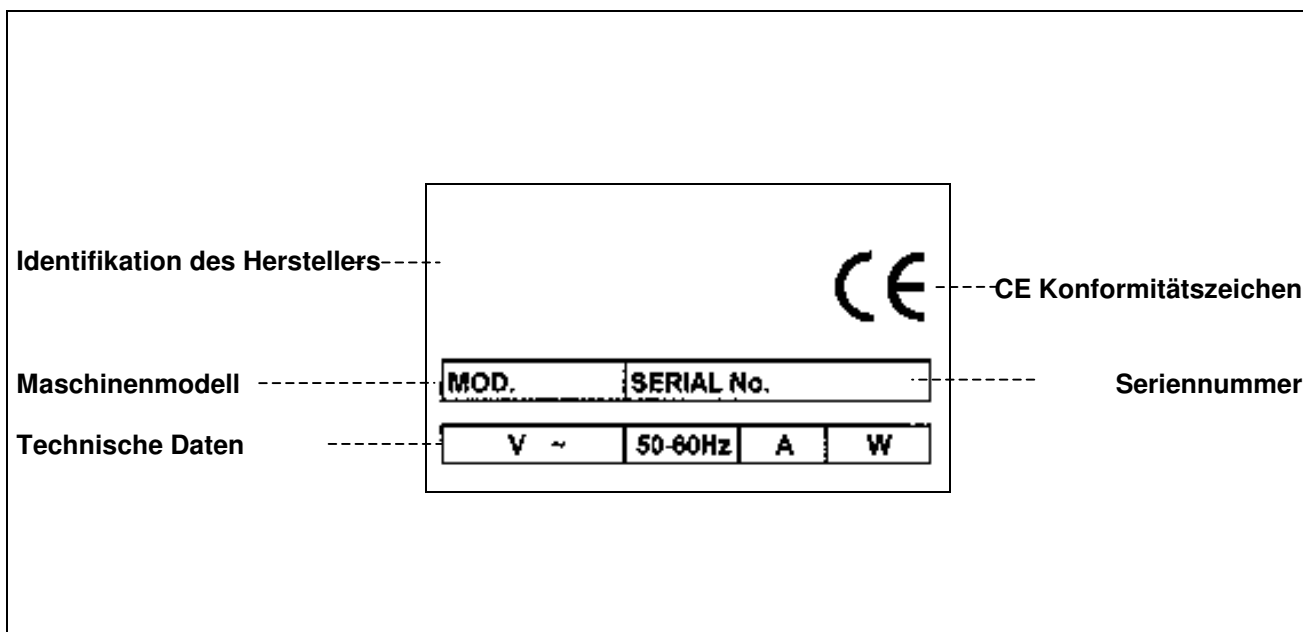 Identifikation des Herstellers
CE
CE Konformitätszeichen
Maschinenmodell
MOD.
SERIAL No.
Seriennummer
Technische Daten
V ~
50-60Hz
A
W